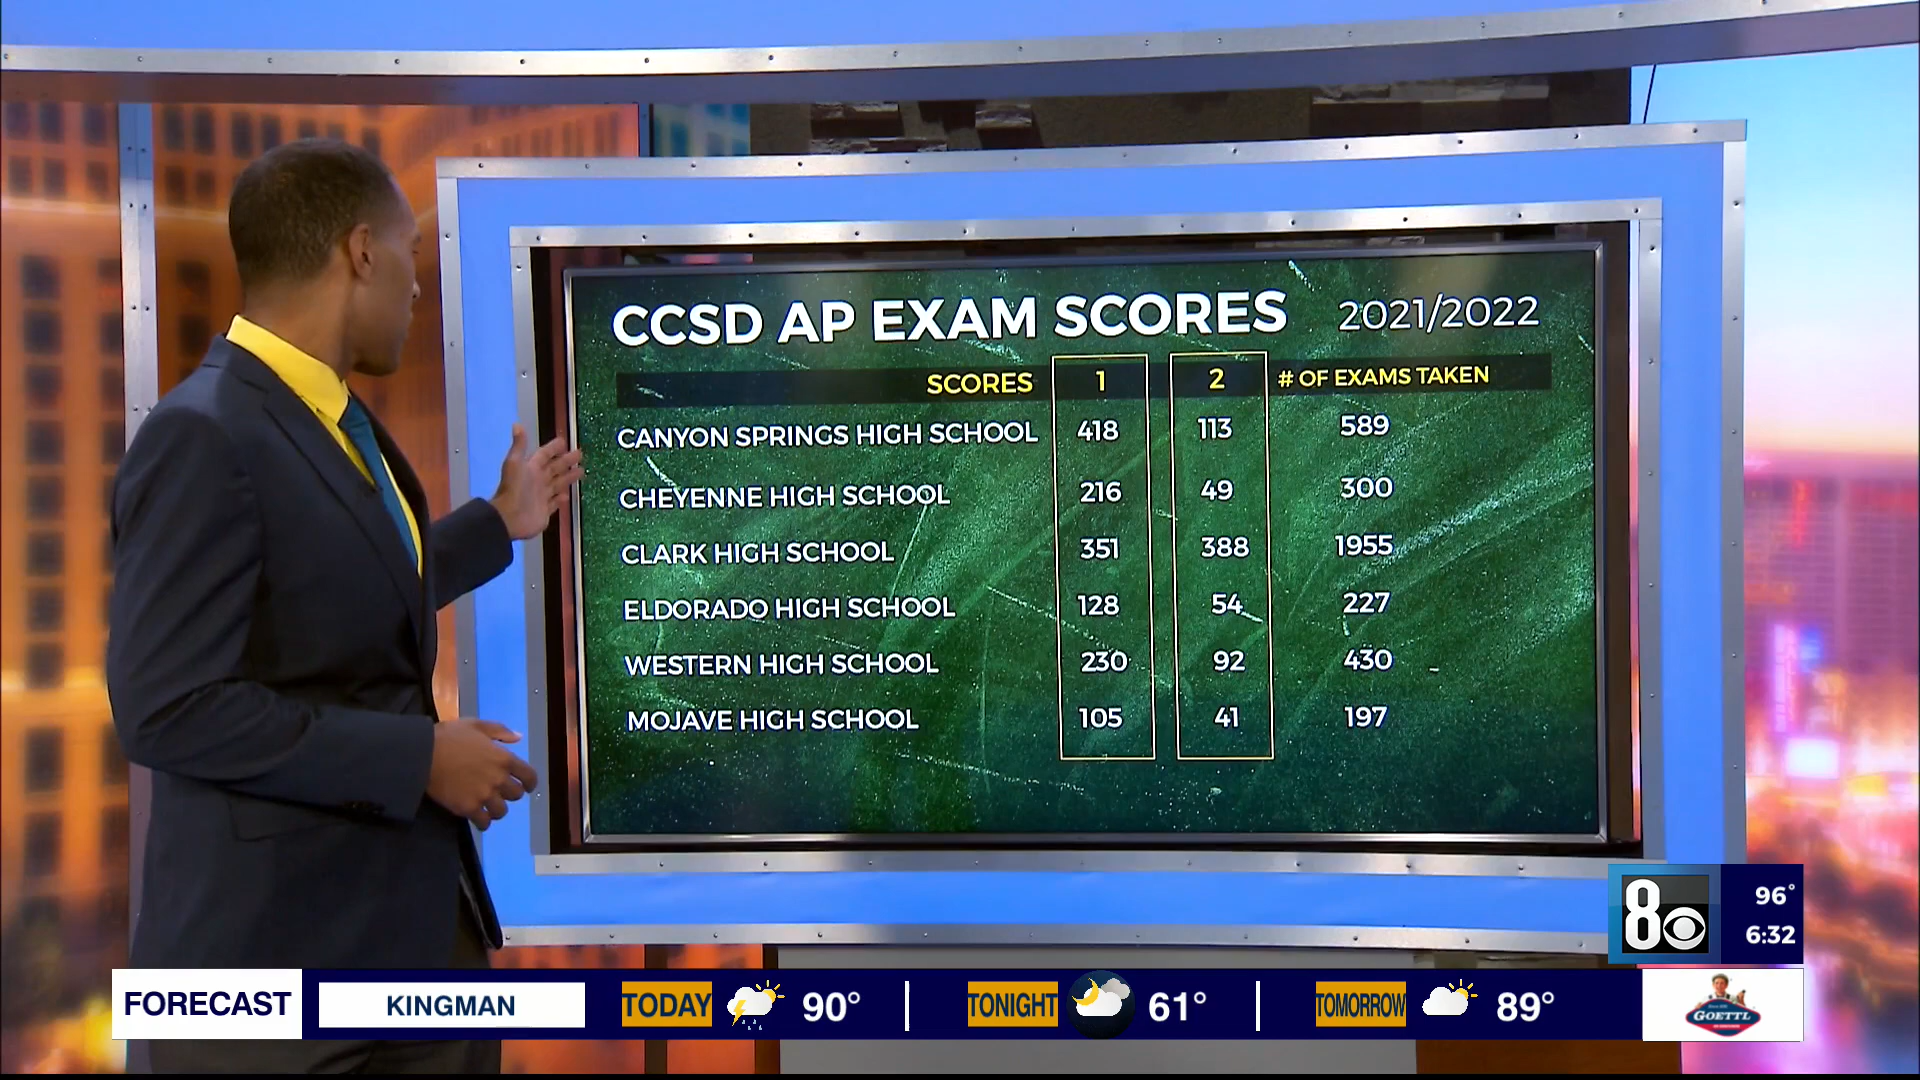 CCSD AP EXAM SCORES 2021/2022
SCORES 1 2 # OF EXAMS TAKEN
CANYON SPRINGS HIGH SCHOOL 418 113 589
CHEYENNE HIGH SCHOOL 216 49 300
CLARK HIGH SCHOOL 351 388 1955
ELDORADO HIGH SCHOOL 128 54 227
WESTERN HIGH SCHOOL 230 92 430
MOJAVE HIGH SCHOOL 105 41 197
8 96°
6:32
FORECAST KINGMAN TODAY 90° TONIGHT 61° TOMORROW 89° GOETTL